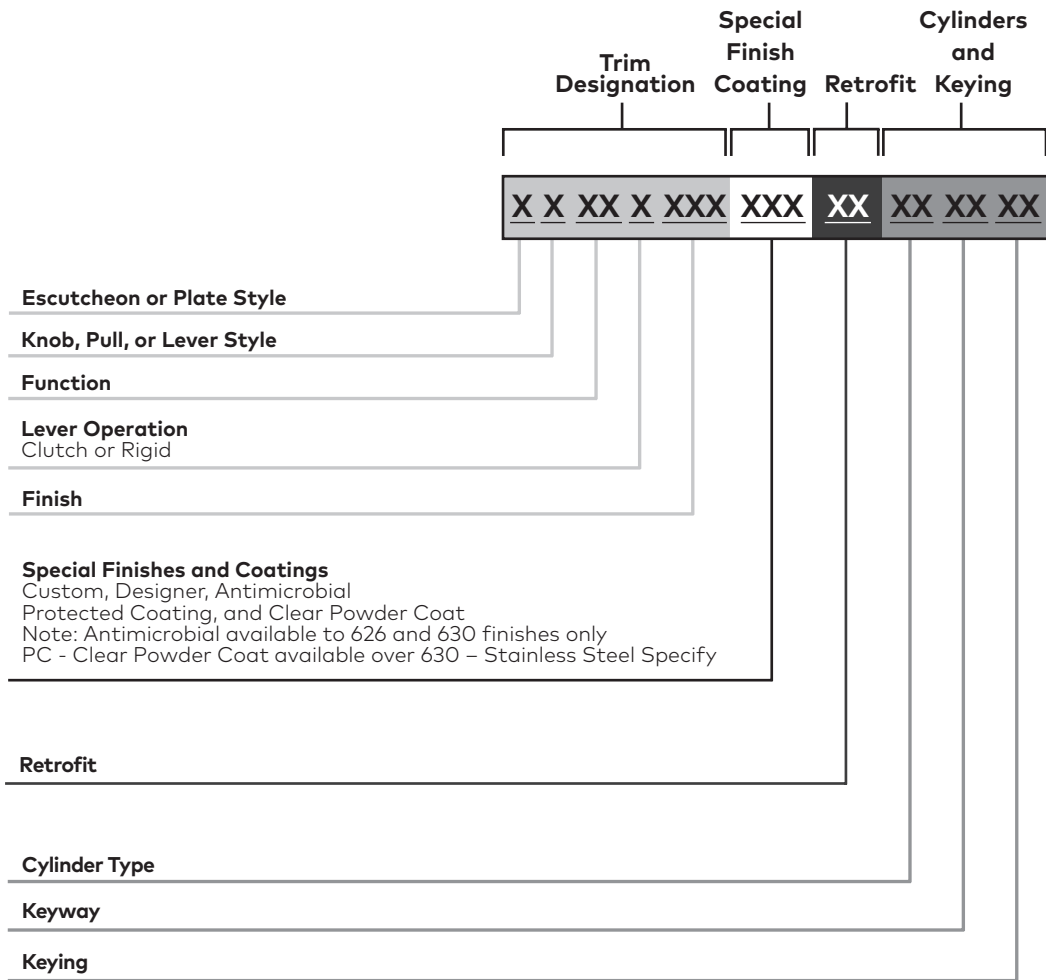 Trim
Designation
Special
Finish
Coating
Retrofit
Cylinders
and
Keying
X X XX X XXX XXX XX XX XX XX
Escutcheon or Plate Style
Knob, Pull, or Lever Style
Function
Lever Operation
Clutch or Rigid
Finish
Special Finishes and Coatings
Custom, Designer, Antimicrobial
Protected Coating, and Clear Powder Coat
Note: Antimicrobial available to 626 and 630 finishes only
PC - Clear Powder Coat available over 630 – Stainless Steel Specify
Retrofit
Cylinder Type
Keyway
Keying